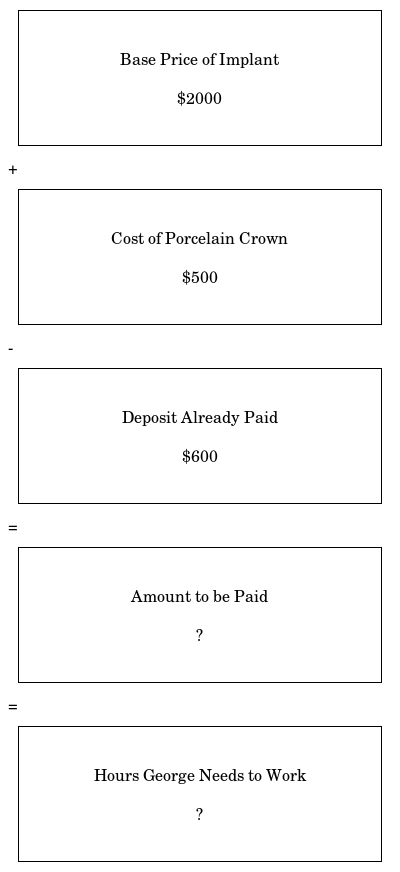 Base Price of Implant
$2000
+
Cost of Porcelain Crown
$500
-
Deposit Already Paid
$600
=
Amount to be Paid
?
=
Hours George Needs to Work
?